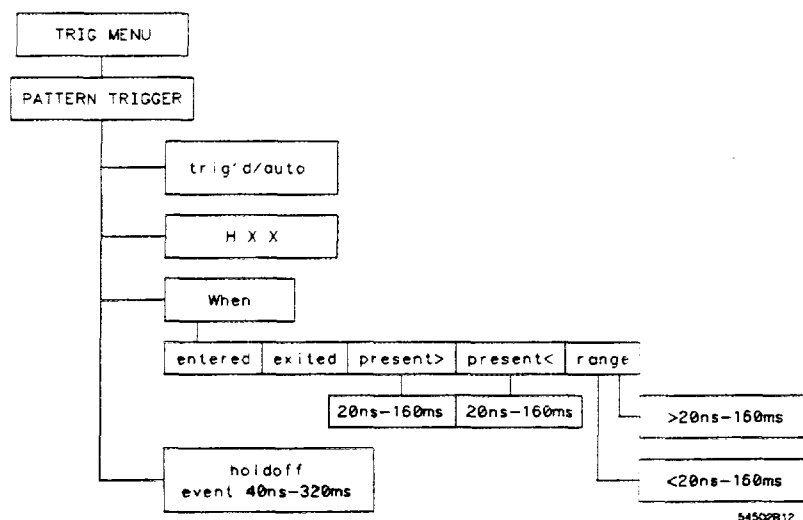 TRIG MENU
PATTERN TRIGGER
trig'd/auto
H X X
When
entered exited present> present< range
20ns-160ms 20ns-160ms
>20ns-160ms
<20ns-160ms
holdoff
event 40ns-320ms
54502B12